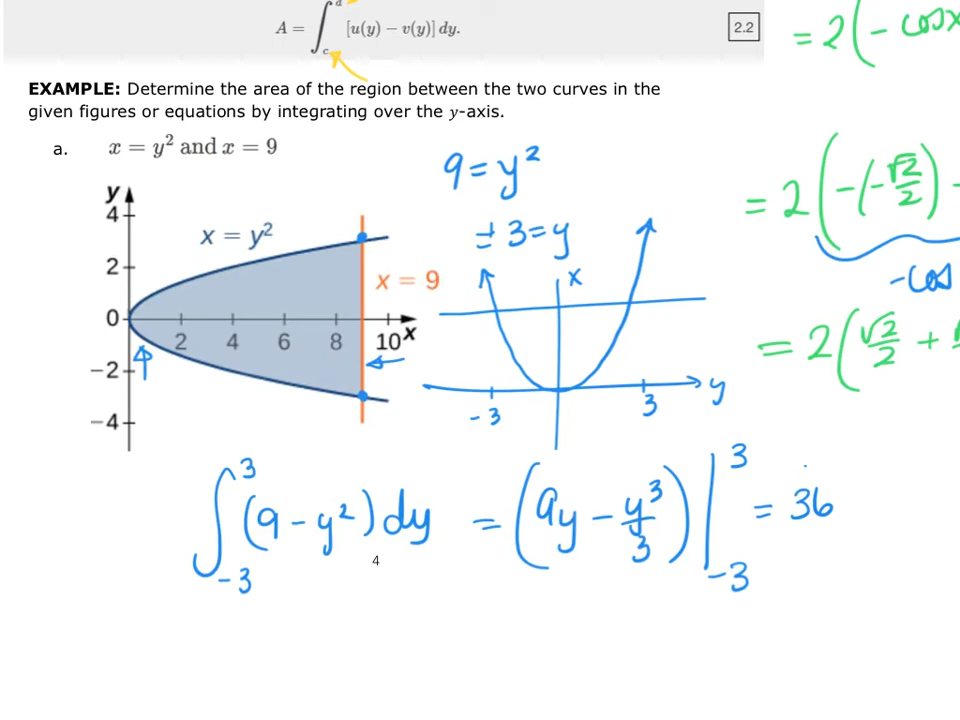 A = ∫_c^d [u(y) − v(y)] dy.
2.2
= 2(- cosx
EXAMPLE: Determine the area of the region between the two curves in the
given figures or equations by integrating over the y-axis.
a. x = y² and x = 9
9 = y²
± 3 = y
= 2(-(-√2/2) -
-cos
= 2(√2/2 +
y
4
2
0
−2
−4
x = y²
x = 9
2 4 6 8 10 x
x
y
- 3
3
∫_{-3}^{3} (9 - y²) dy = (9y - y³/3) |_{-3}^{3} = 36
4